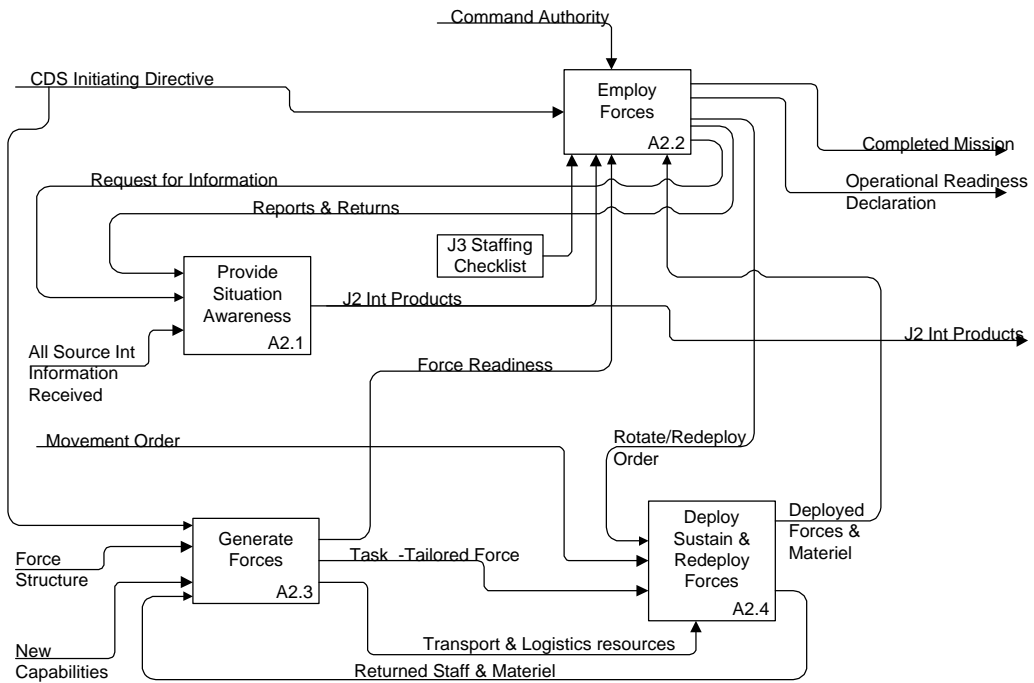 Command Authority
CDS Initiating Directive
Employ
Forces
A2.2
Completed Mission
Request for Information
Operational Readiness
Declaration
Reports & Returns
J3 Staffing
Checklist
Provide
Situation
Awareness
A2.1
J2 Int Products
J2 Int Products
All Source Int
Information
Received
Force Readiness
Movement Order
Rotate/Redeploy
Order
Generate
Forces
A2.3
Force
Structure
Task -Tailored Force
Deploy
Sustain &
Redeploy
Forces
A2.4
Deployed
Forces &
Materiel
New
Capabilities
Transport & Logistics resources
Returned Staff & Materiel